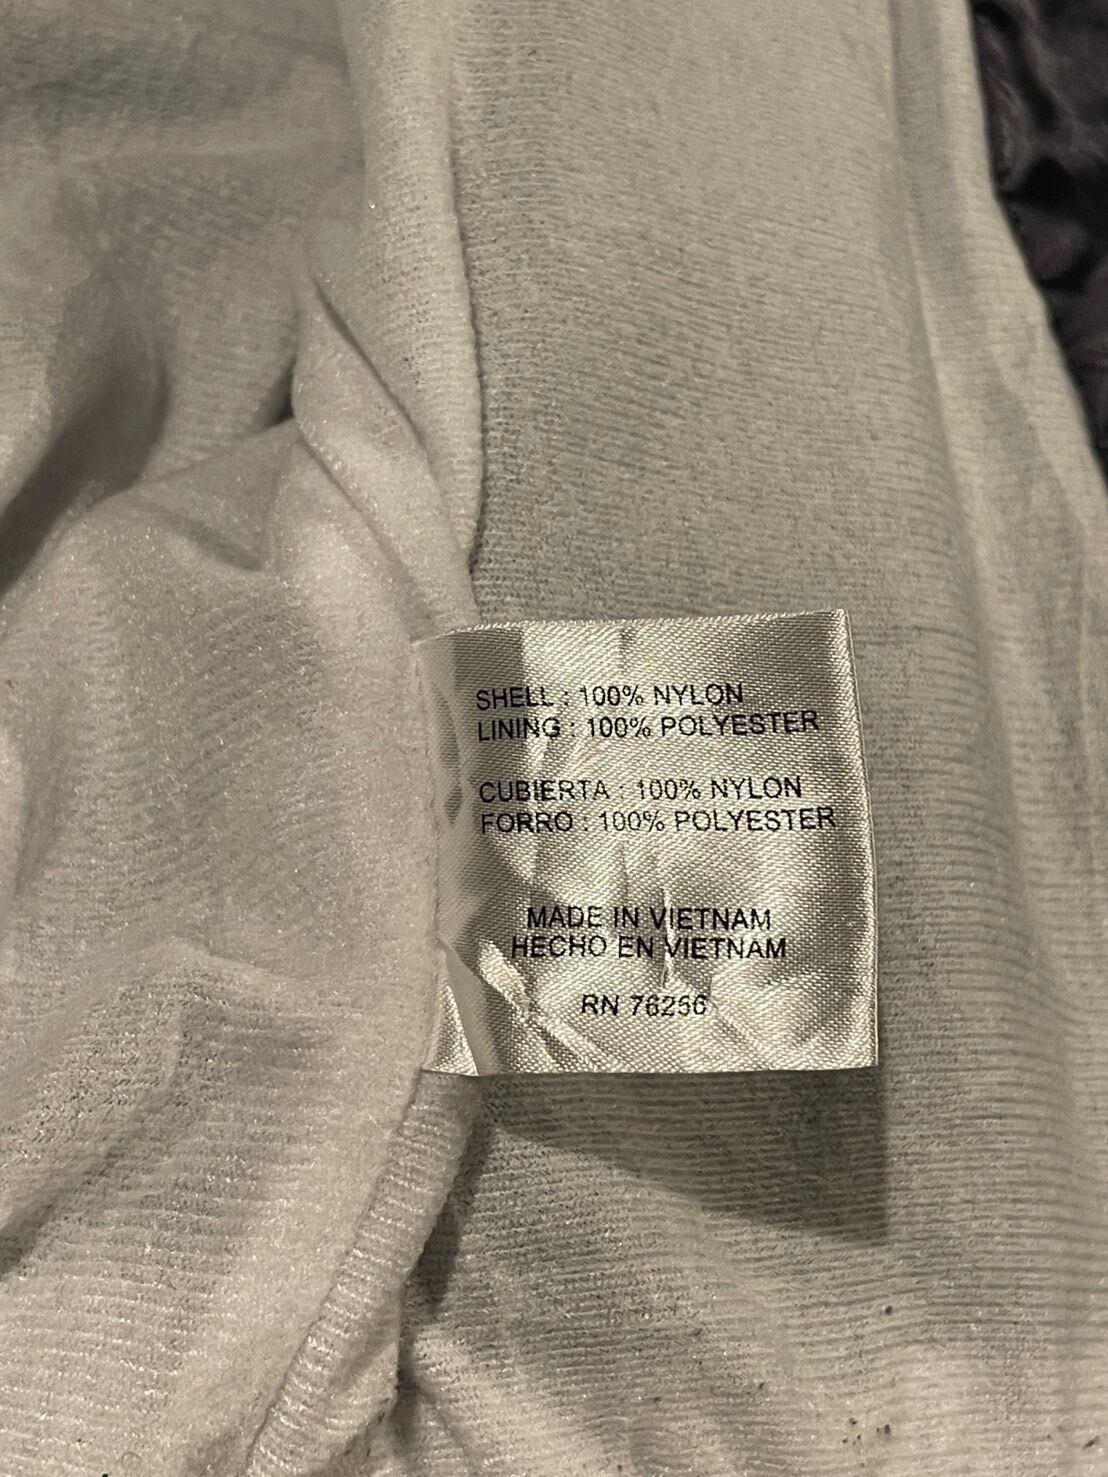 SHELL : 100% NYLON
LINING : 100% POLYESTER
CUBIERTA : 100% NYLON
FORRO : 100% POLYESTER
MADE IN VIETNAM
HECHO EN VIETNAM
RN 76256